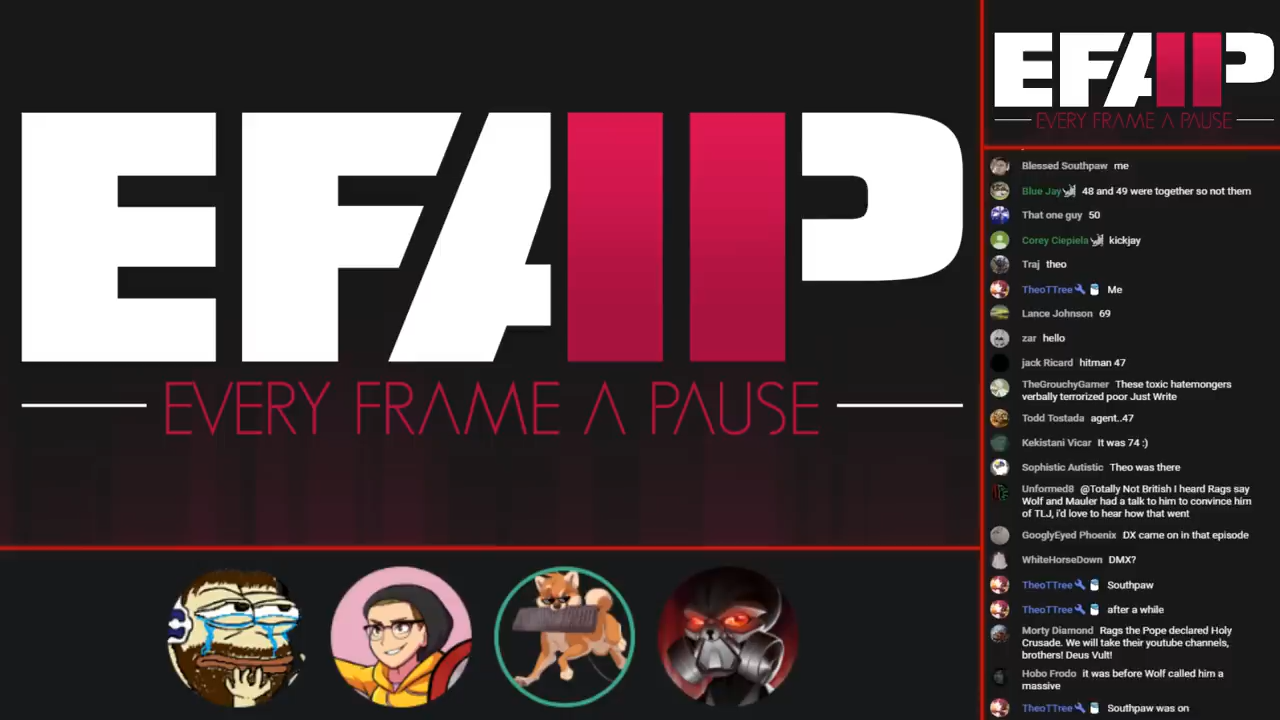 EFAP
EVERY FRAME A PAUSE
EFAP
EVERY FRAME A PAUSE
Blessed Southpaw me
Blue Jay 48 and 49 were together so not them
That one guy 50
Corey Ciepiela kickjay
Traj theo
TheoTTree Me
Lance Johnson 69
zar hello
jack Ricard hitman 47
TheGrouchyGamer These toxic hatemongers
verbally terrorized poor Just Write
Todd Tostada agent..47
Kekistani Vicar It was 74 :)
Sophistic Autistic Theo was there
Unformed8 @Totally Not British I heard Rags say
Wolf and Mauler had a talk to him to convince him
of TLJ, i'd love to hear how that went
GooglyEyed Phoenix DX came on in that episode
WhiteHorseDown DMX?
TheoTTree Southpaw
TheoTTree after a while
Morty Diamond Rags the Pope declared Holy
Crusade. We will take their youtube channels,
brothers! Deus Vult!
Hobo Frodo it was before Wolf called him a
massive
TheoTTree Southpaw was on